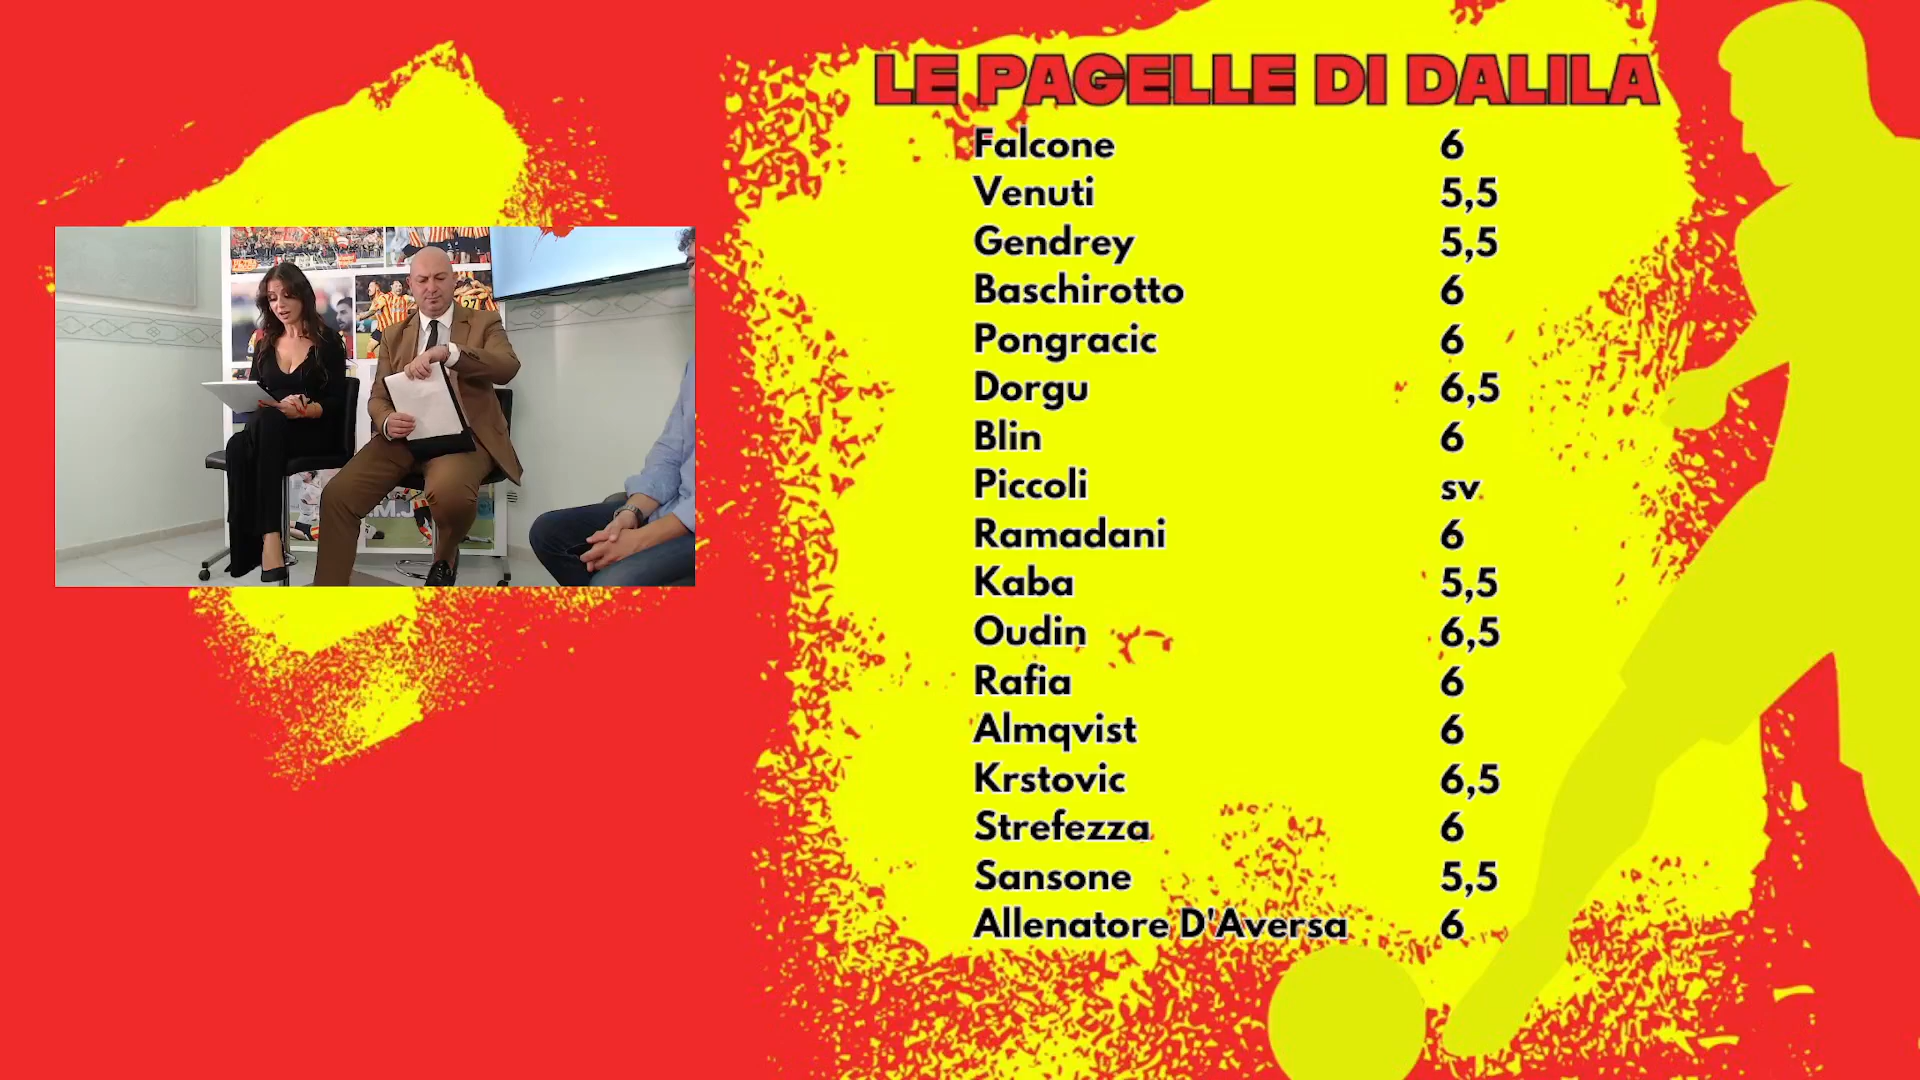 LE PAGELLE DI DALILA
Falcone 6
Venuti 5,5
Gendrey 5,5
Baschirotto 6
Pongracic 6
Dorgu 6,5
Blin 6
Piccoli sv
Ramadani 6
Kaba 5,5
Oudin 6,5
Rafia 6
Almqvist 6
Krstovic 6,5
Strefezza 6
Sansone 5,5
Allenatore D'Aversa 6
27